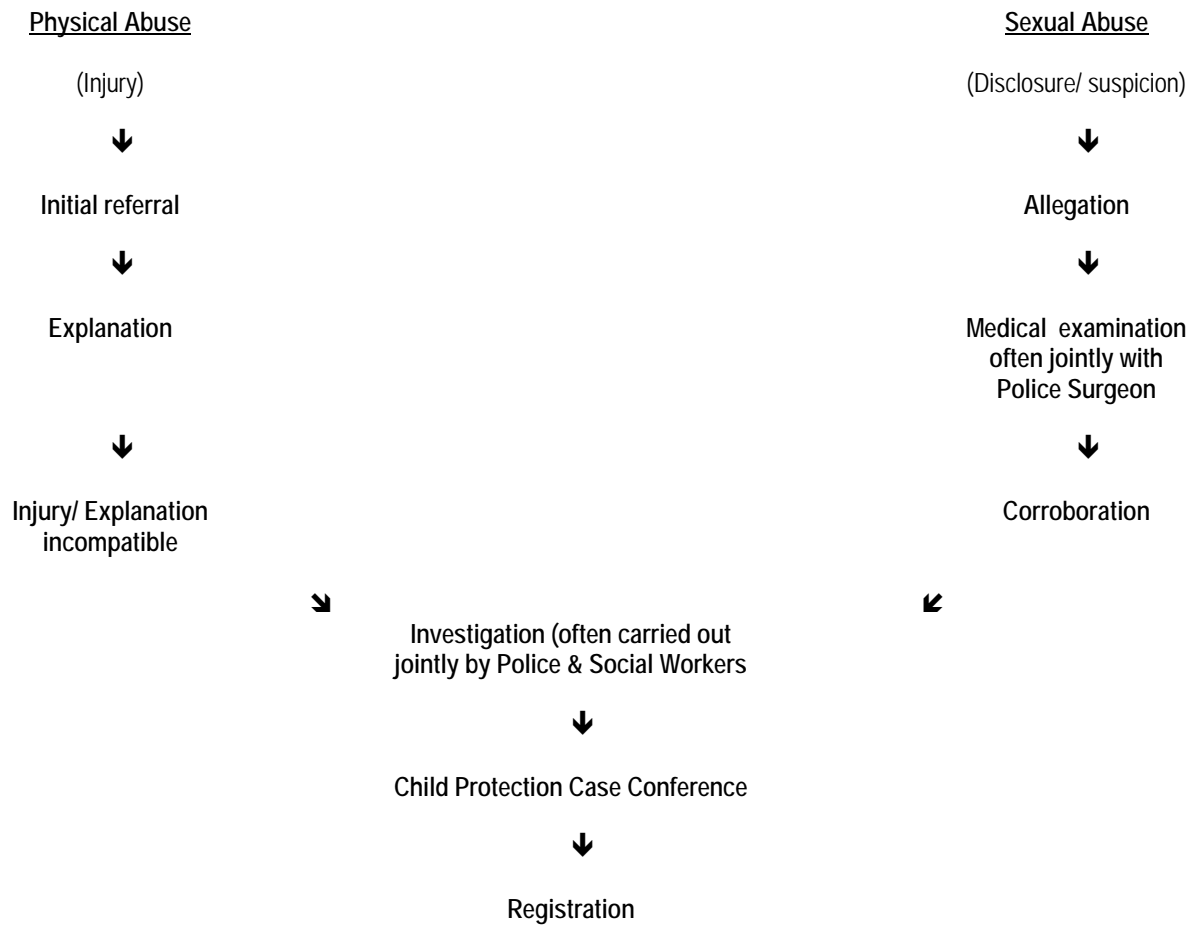 Physical Abuse
Sexual Abuse
(Injury)
(Disclosure/ suspicion)
Initial referral
Allegation
Explanation
Medical examination
often jointly with
Police Surgeon
Injury/ Explanation
incompatible
Corroboration
Investigation (often carried out
jointly by Police & Social Workers
Child Protection Case Conference
Registration